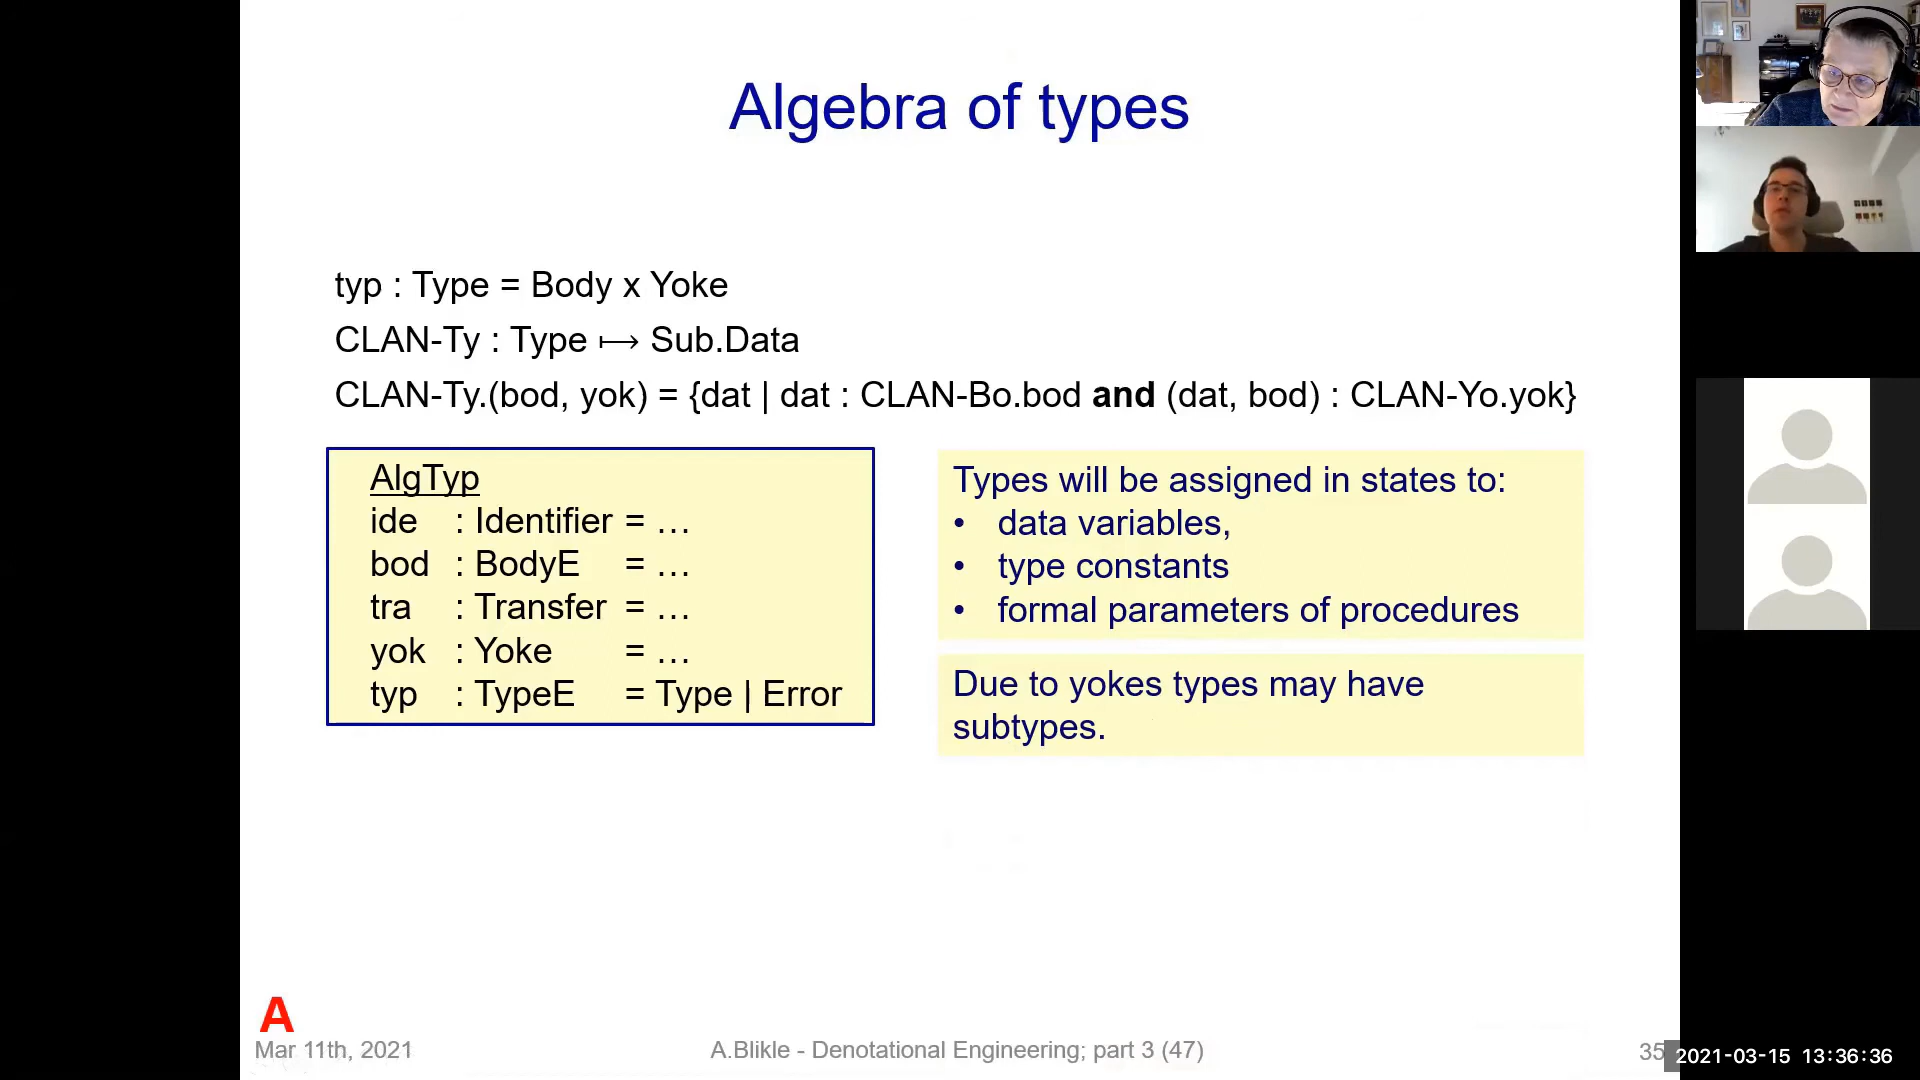 Algebra of types
typ : Type = Body x Yoke
CLAN-Ty : Type ⟼ Sub.Data
CLAN-Ty.(bod, yok) = {dat | dat : CLAN-Bo.bod and (dat, bod) : CLAN-Yo.yok}
AlgTyp
ide : Identifier = …
bod : BodyE = …
tra : Transfer = …
yok : Yoke = …
typ : TypeE = Type | Error
Types will be assigned in states to:
• data variables,
• type constants
• formal parameters of procedures
Due to yokes types may have
subtypes.
A
Mar 11th, 2021
A.Blikle - Denotational Engineering; part 3 (47)
35
2021-03-15 13:36:36